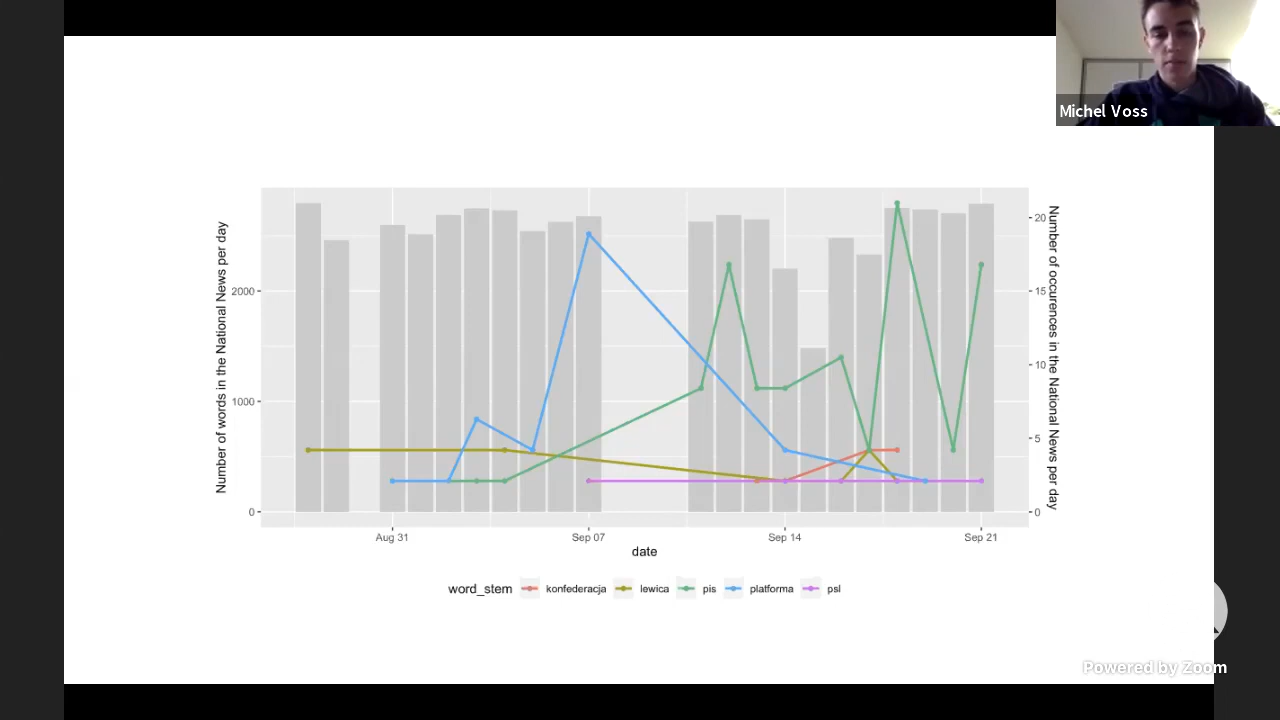 Michel Voss
Number of words in the National News per day
2000
1000
0
20
15
10
5
0
Number of occurences in the National News per day
Aug 31 Sep 07 Sep 14 Sep 21
date
word_stem konfederacja lewica pis platforma psl
Powered by Zoom